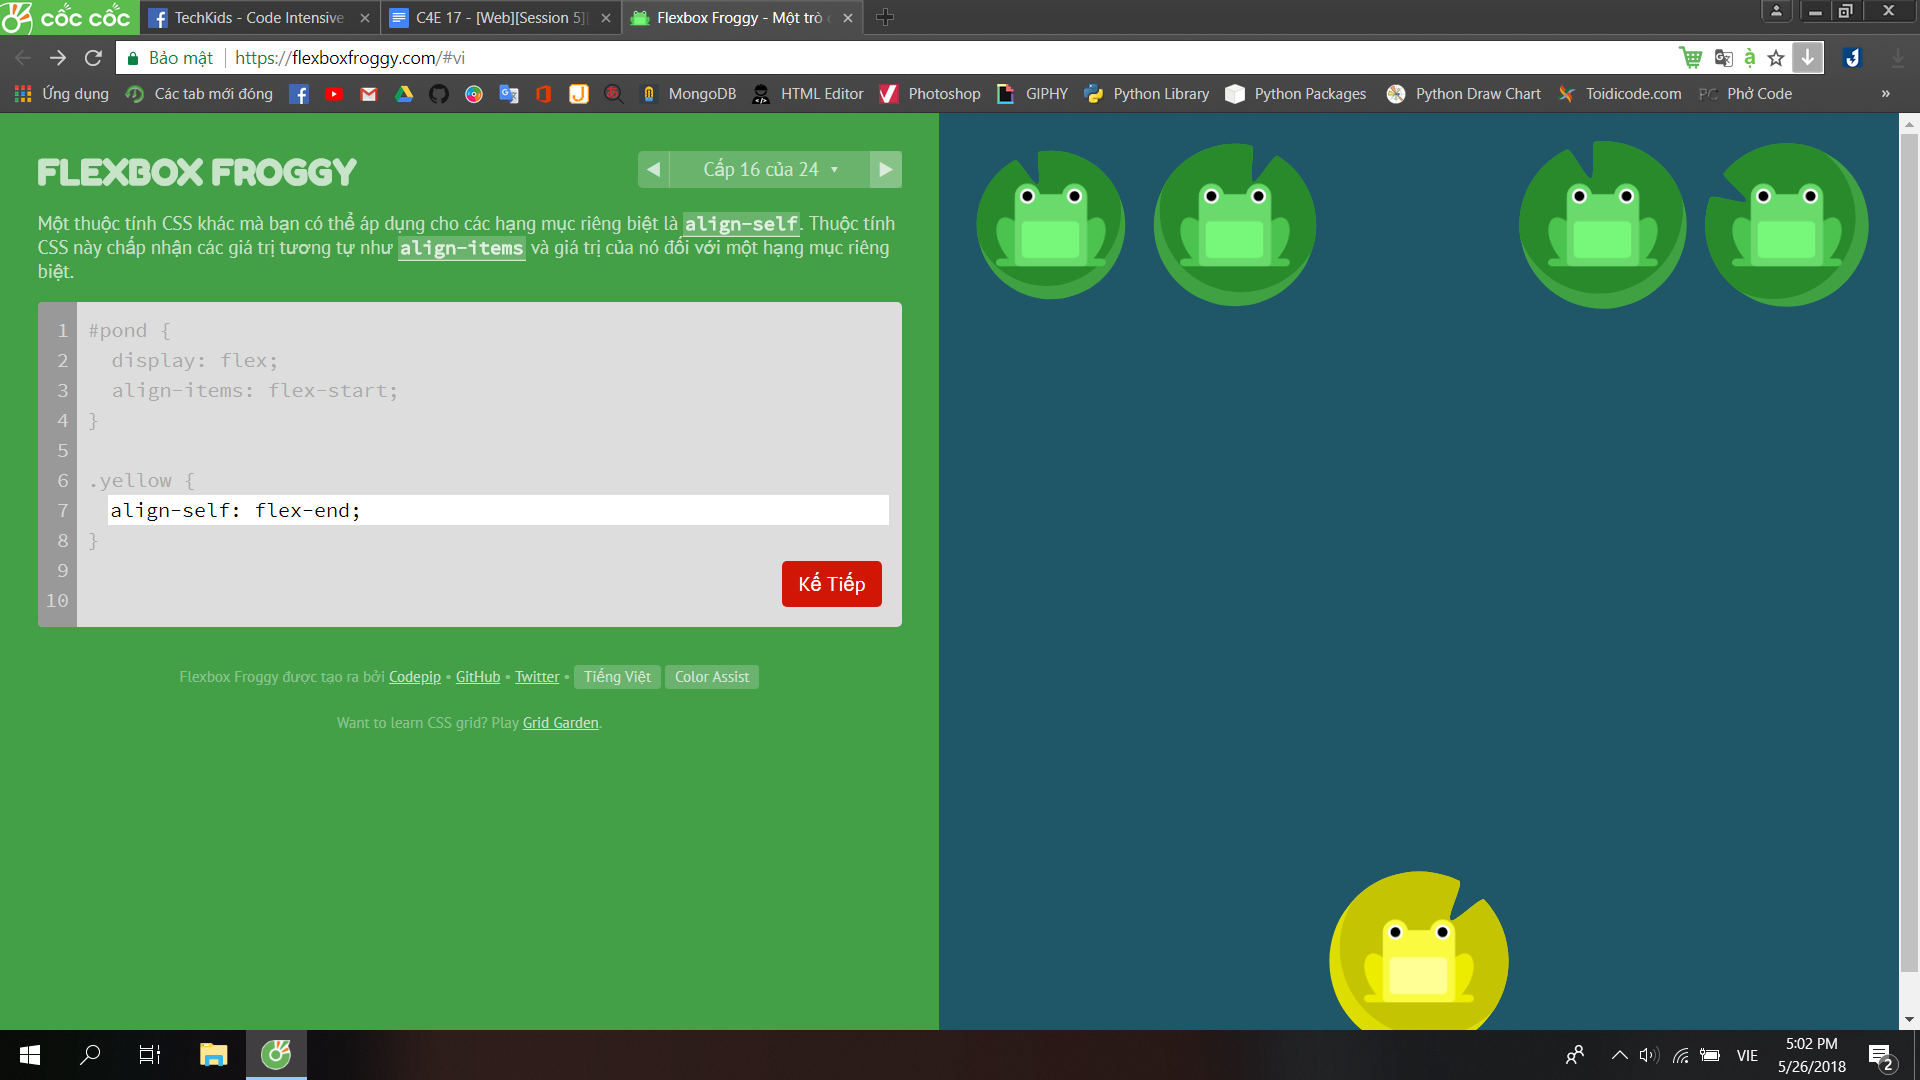 cốc cốc
TechKids - Code Intensive
C4E 17 - [Web][Session 5]
Flexbox Froggy - Một trò
Bảo mật
https://flexboxfroggy.com/#vi
Ứng dụng
Các tab mới đóng
MongoDB
HTML Editor
Photoshop
GIPHY
Python Library
Python Packages
Python Draw Chart
Toidicode.com
PC
Phở Code
»
FLEXBOX FROGGY
Cấp 16 của 24
Một thuộc tính CSS khác mà bạn có thể áp dụng cho các hạng mục riêng biệt là align-self. Thuộc tính
CSS này chấp nhận các giá trị tương tự như align-items và giá trị của nó đối với một hạng mục riêng
biệt.
1 #pond {
2 display: flex;
3 align-items: flex-start;
4 }
5
6 .yellow {
7 align-self: flex-end;
8 }
9
10
Kế Tiếp
Flexbox Froggy được tạo ra bởi Codepip • GitHub • Twitter • Tiếng Việt Color Assist
Want to learn CSS grid? Play Grid Garden.
VIE
5:02 PM
5/26/2018
2